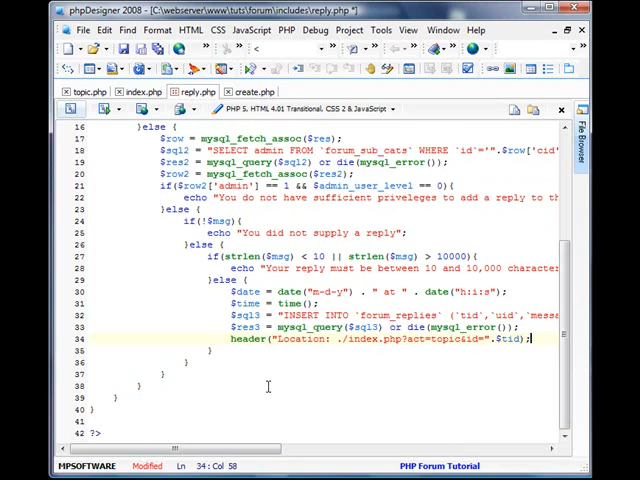 phpDesigner 2008 - [C:\webserver\www\tuts\forum\includes\reply.php *]
File Edit Find Format HTML CSS JavaScript PHP Debug Project Tools View Window Help
topic.php index.php reply.php create.php
PHP 5, HTML 4.01 Transitional, CSS 2 & JavaScript
16 }else {
17 $row = mysql_fetch_assoc($res);
18 $sql2 = "SELECT admin FROM `forum_sub_cats` WHERE `id`='".$row['cid'
19 $res2 = mysql_query($sql2) or die(mysql_error());
20 $row2 = mysql_fetch_assoc($res2);
21 if($row2['admin'] == 1 && $admin_user_level == 0){
22 echo "You do not have sufficient priveleges to add a reply to th
23 }else {
24 if(!$msg){
25 echo "You did not supply a reply";
26 }else {
27 if(strlen($msg) < 10 || strlen($msg) > 10000){
28 echo "Your reply must be between 10 and 10,000 character
29 }else {
30 $date = date("m-d-y") . " at " . date("h:i:s");
31 $time = time();
32 $sql3 = "INSERT INTO `forum_replies` (`tid`,`uid`,`messa
33 $res3 = mysql_query($sql3) or die(mysql_error());
34 header("Location: ./index.php?act=topic&id=".$tid);
35 }
36 }
37 }
38 }
39 }
40 }
41
42 ?>
File View
MPSOFTWARE Modified Ln 34 : Col 58 PHP Forum Tutorial